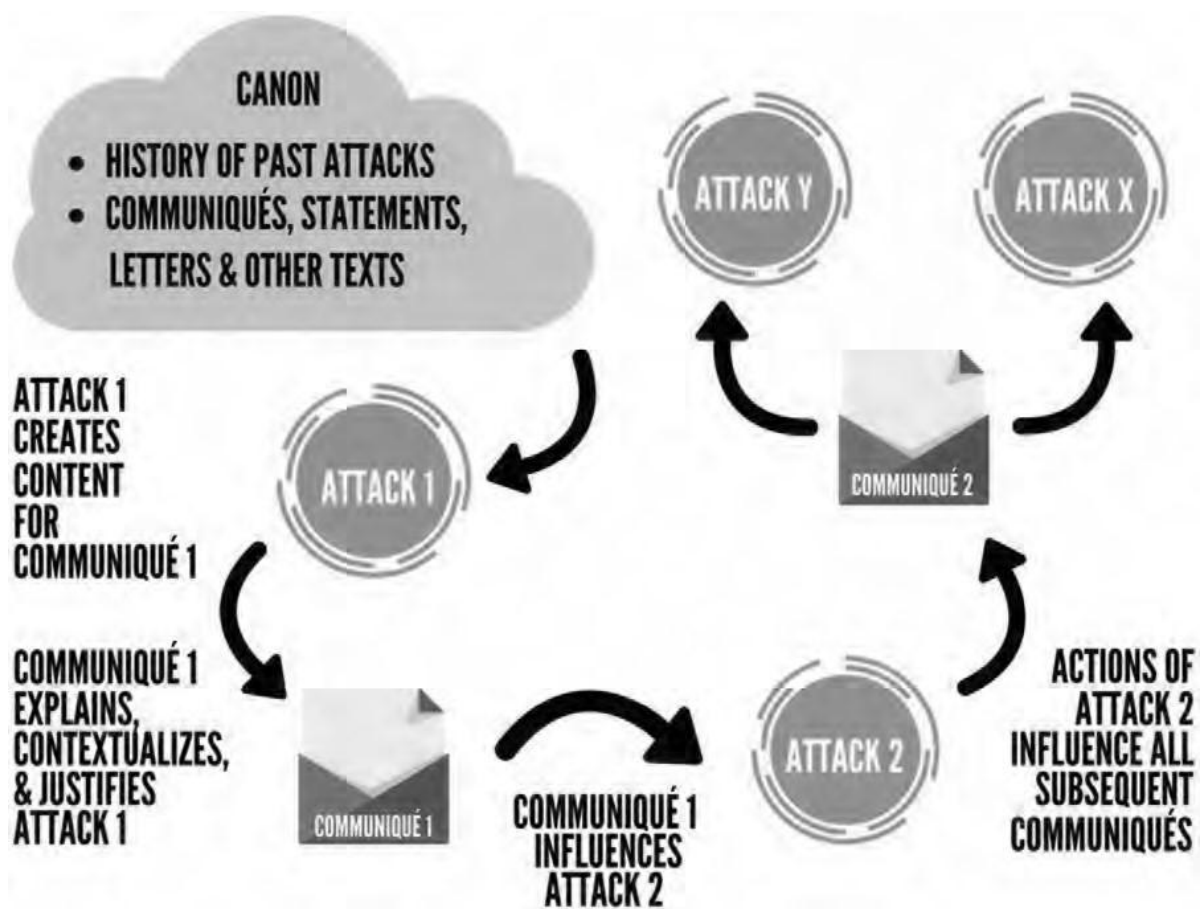 CANON
• HISTORY OF PAST ATTACKS
• COMMUNIQUÉS, STATEMENTS,
LETTERS & OTHER TEXTS
ATTACK Y
ATTACK X
ATTACK 1
CREATES
CONTENT
FOR
COMMUNIQUÉ 1
ATTACK 1
COMMUNIQUÉ 2
COMMUNIQUÉ 1
EXPLAINS,
CONTEXTUALIZES,
& JUSTIFIES
ATTACK 1
COMMUNIQUÉ 1
COMMUNIQUÉ 1
INFLUENCES
ATTACK 2
ATTACK 2
ACTIONS OF
ATTACK 2
INFLUENCE ALL
SUBSEQUENT
COMMUNIQUÉS